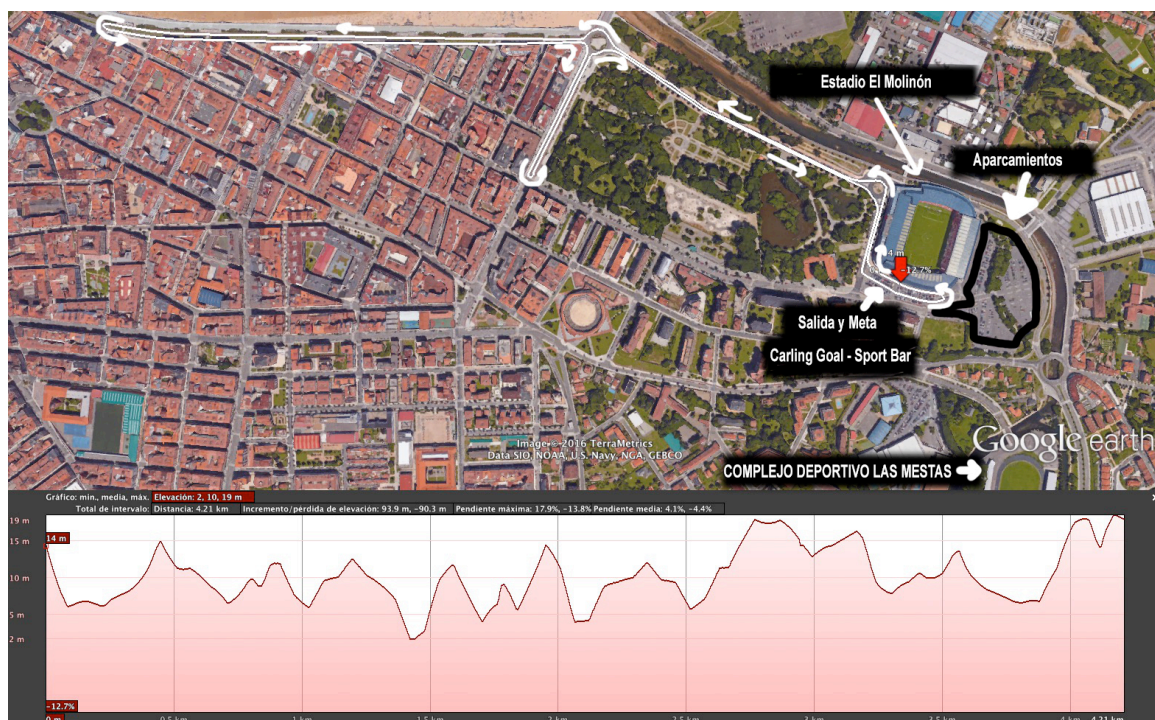 Estadio El Molinón
Aparcamientos
4 m
-12.7%
Salida y Meta
Carling Goal - Sport Bar
Image © 2016 TerraMetrics
Data SIO, NOAA, U.S. Navy, NGA, GEBCO
Google earth
COMPLEJO DEPORTIVO LAS MESTAS
Gráfico: min., media, máx. Elevación: 2, 10, 19 m
Total de intervalo: Distancia: 4.21 km Incremento/pérdida de elevación: 93.9 m, -90.3 m Pendiente máxima: 17.9%, -13.8% Pendiente media: 4.1%, -4.4%
19 m
14 m
15 m
10 m
5 m
2 m
-12.7%
0 m 0.5 km 1 km 1.5 km 2 km 2.5 km 3 km 3.5 km 4 km 4.21 km